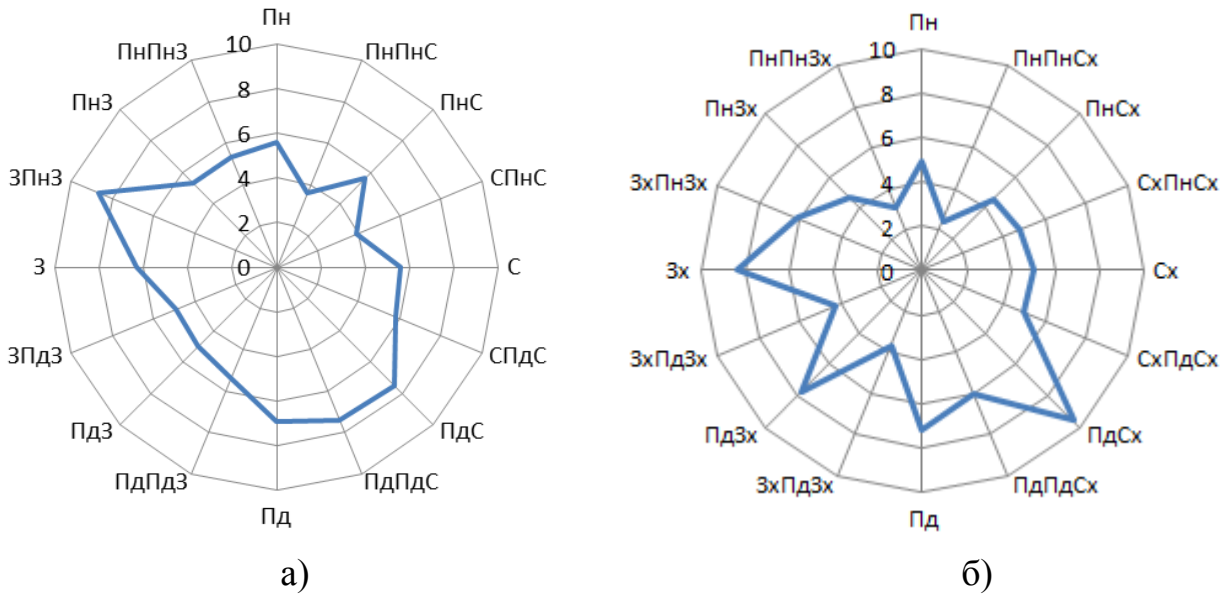 Пн
ПнПнЗ
10
ПнПнС
ПнЗ
8
ПнС
6
ЗПнЗ
4
СПнС
2
З
0
С
ЗПдЗ
СПдС
ПдЗ
ПдС
ПдПдЗ
ПдПдС
Пд
а)
Пн
ПнПнЗх
10
ПнПнСх
ПнЗх
8
ПнСх
6
ЗхПнЗх
4
СхПнСх
2
Зх
0
Сх
ЗхПдЗх
СхПдСх
ПдЗх
ПдСх
ЗхПдЗх
ПдПдСх
Пд
б)